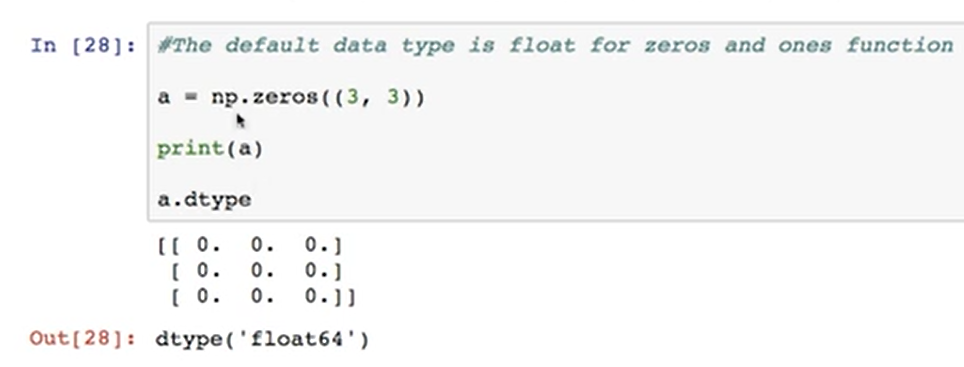 In [28]: #The default data type is float for zeros and ones function
a = np.zeros((3, 3))
print(a)
a.dtype
[[ 0.  0.  0.]
 [ 0.  0.  0.]
 [ 0.  0.  0.]]
Out[28]: dtype('float64')